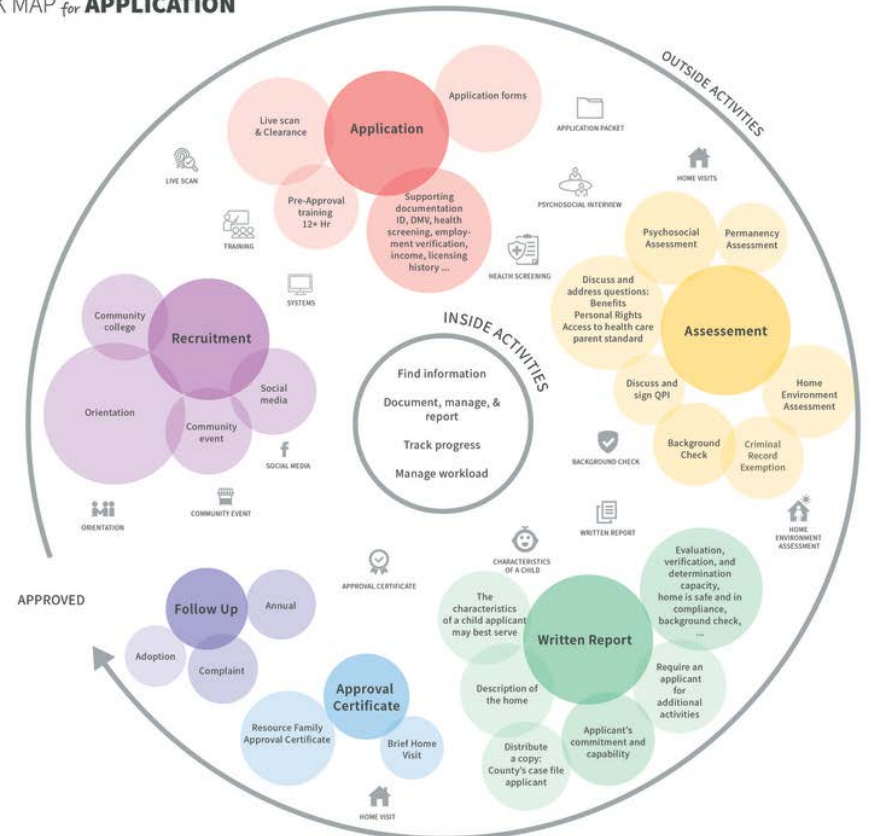 MAP for APPLICATION
OUTSIDE ACTIVITIES
Live scan
& Clearance
Application
Application forms
Pre-Approval
training
12+ Hr
Supporting
documentation
ID, DMV, health
screening, employ-
ment verification,
income, licensing
history ...
LIVE SCAN
TRAINING
SYSTEMS
APPLICATION PACKET
PSYCHOSOCIAL INTERVIEW
HEALTH SCREENING
HOME VISITS
Community
college
Recruitment
Orientation
Community
event
Social
media
SOCIAL MEDIA
COMMUNITY EVENT
ORIENTATION
INSIDE ACTIVITIES
Find information
Document, manage, &
report
Track progress
Manage workload
Psychosocial
Assessment
Permanency
Assessment
Discuss and
address questions:
Benefits
Personal Rights
Access to health care
parent standard
Assessement
Discuss and
sign QPI
Home
Environment
Assessment
Background
Check
Criminal
Record
Exemption
BACKGROUND CHECK
WRITTEN REPORT
HOME
ENVIRONMENT
ASSESSMENT
CHARACTERISTICS
OF A CHILD
APPROVAL CERTIFICATE
APPROVED
Follow Up
Annual
Adoption
Complaint
Approval
Certificate
Resource Family
Approval Certificate
Brief Home
Visit
HOME VISIT
The
characteristics
of a child applicant
may best serve
Written Report
Evaluation,
verification, and
determination
capacity,
home is safe and in
compliance,
background check,
...
Description of
the home
Require an
applicant
for
additional
activities
Applicant's
commitment and
capability
Distribute
a copy:
County's case file
applicant